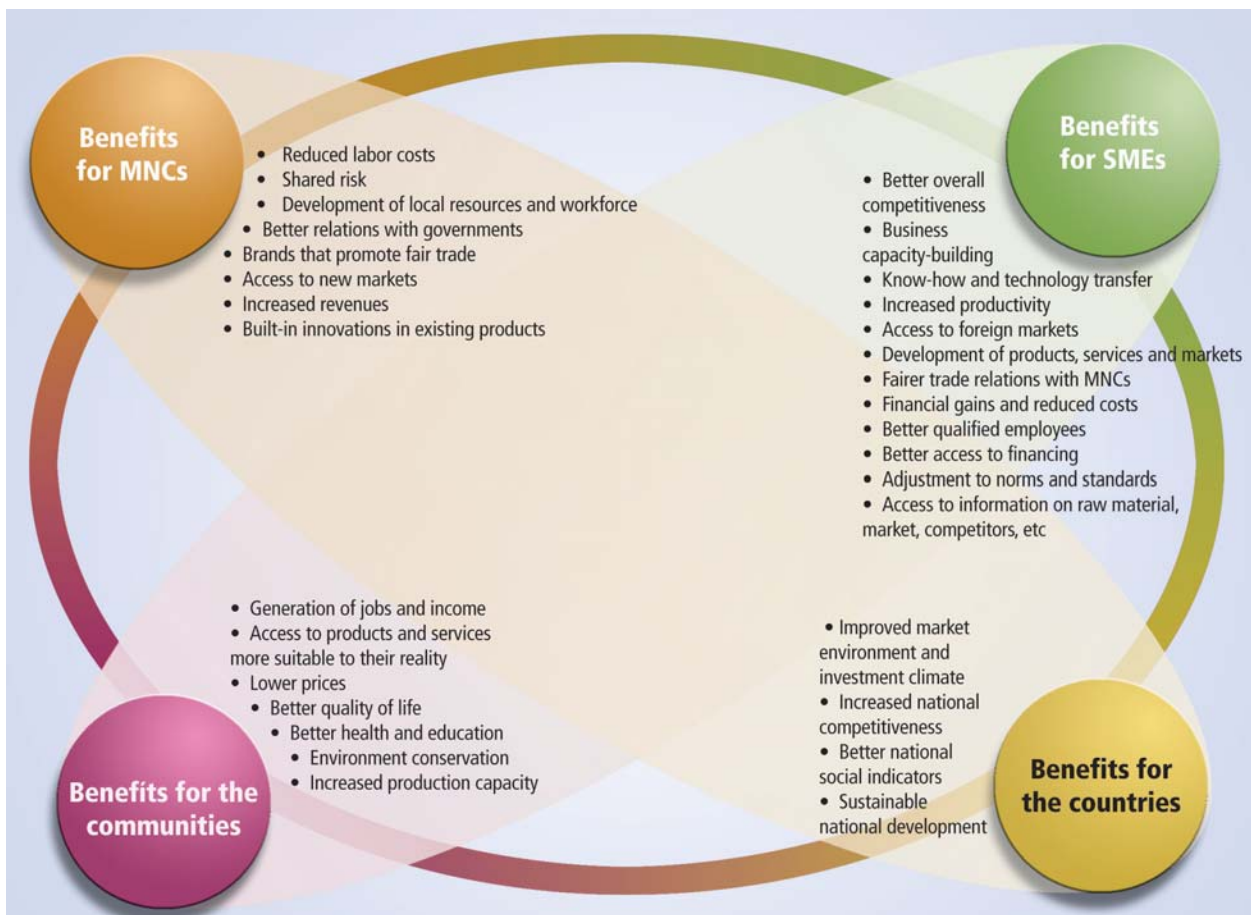 Benefits
for MNCs
• Reduced labor costs
• Shared risk
• Development of local resources and workforce
• Better relations with governments
• Brands that promote fair trade
• Access to new markets
• Increased revenues
• Built-in innovations in existing products
Benefits
for SMEs
• Better overall
competitiveness
• Business
capacity-building
• Know-how and technology transfer
• Increased productivity
• Access to foreign markets
• Development of products, services and markets
• Fairer trade relations with MNCs
• Financial gains and reduced costs
• Better qualified employees
• Better access to financing
• Adjustment to norms and standards
• Access to information on raw material,
market, competitors, etc
• Generation of jobs and income
• Access to products and services
more suitable to their reality
• Lower prices
• Better quality of life
• Better health and education
• Environment conservation
• Increased production capacity
Benefits for the
communities
• Improved market
environment and
investment climate
• Increased national
competitiveness
• Better national
social indicators
• Sustainable
national development
Benefits for
the countries